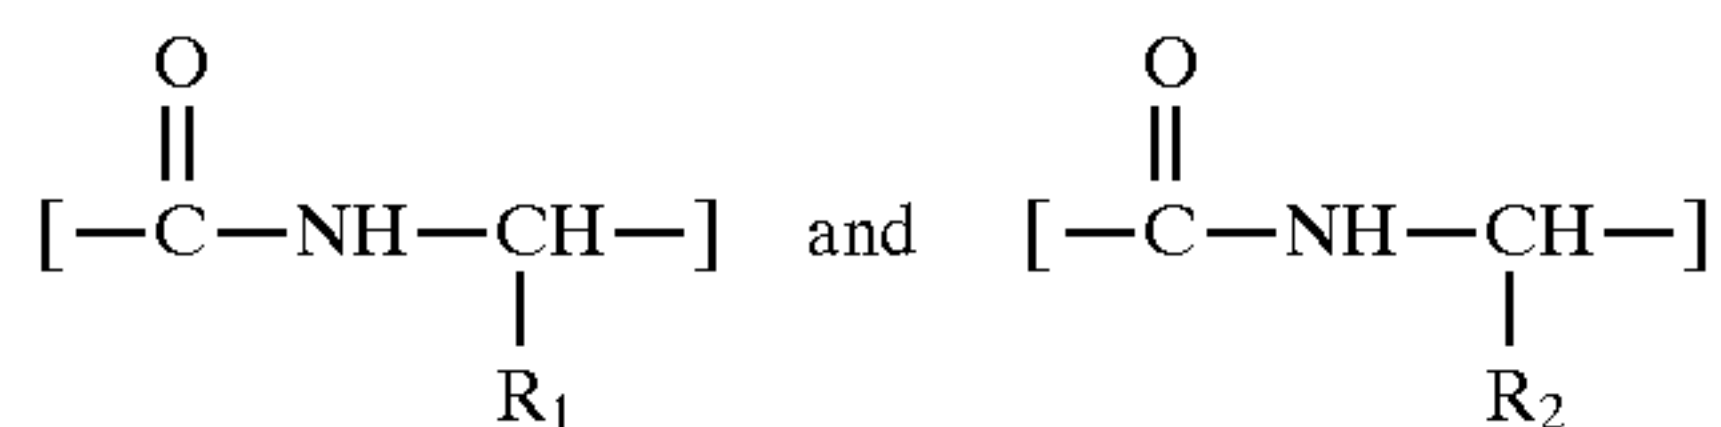 O O
[—C—NH—CH—] and [—C—NH—CH—]
R₁ R₂